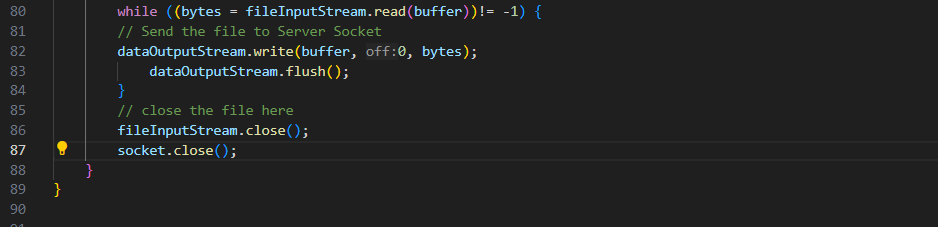 80 while ((bytes = fileInputStream.read(buffer))!= -1) {
81 // Send the file to Server Socket
82 dataOutputStream.write(buffer, off:0, bytes);
83 dataOutputStream.flush();
84 }
85 // close the file here
86 fileInputStream.close();
87 socket.close();
88 }
89 }
90